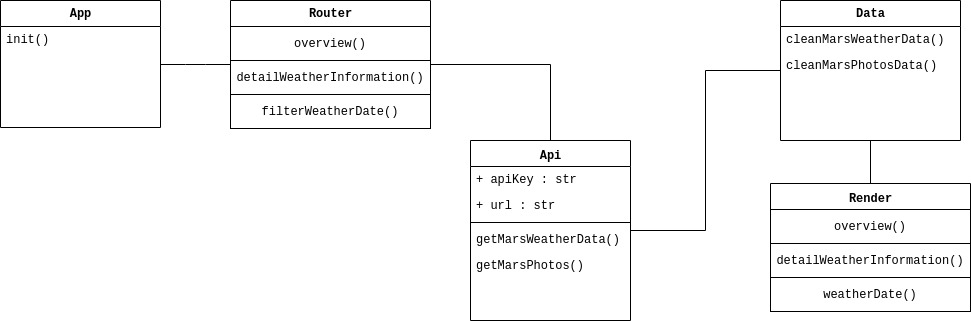 App
init()
Router
overview()
detailWeatherInformation()
filterWeatherDate()
Api
+ apiKey : str
+ url : str
getMarsWeatherData()
getMarsPhotos()
Data
cleanMarsWeatherData()
cleanMarsPhotosData()
Render
overview()
detailWeatherInformation()
weatherDate()